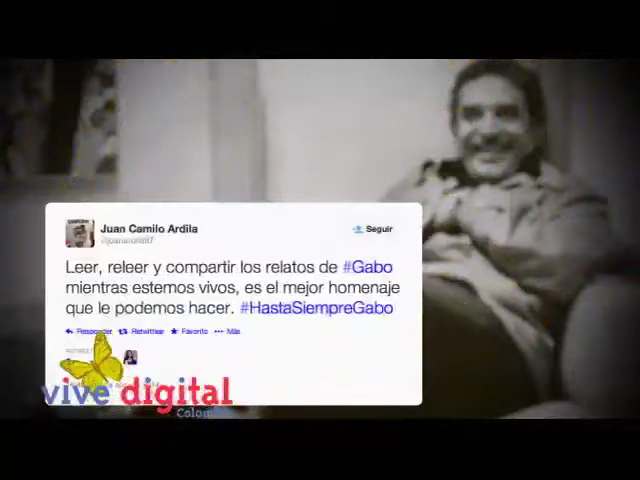 Juan Camilo Ardila
Seguir
Leer, releer y compartir los relatos de #Gabo
mientras estemos vivos, es el mejor homenaje
que le podemos hacer. #HastaSiempreGabo
Responder Retwittear Favorito Más
vive digital
Colombia